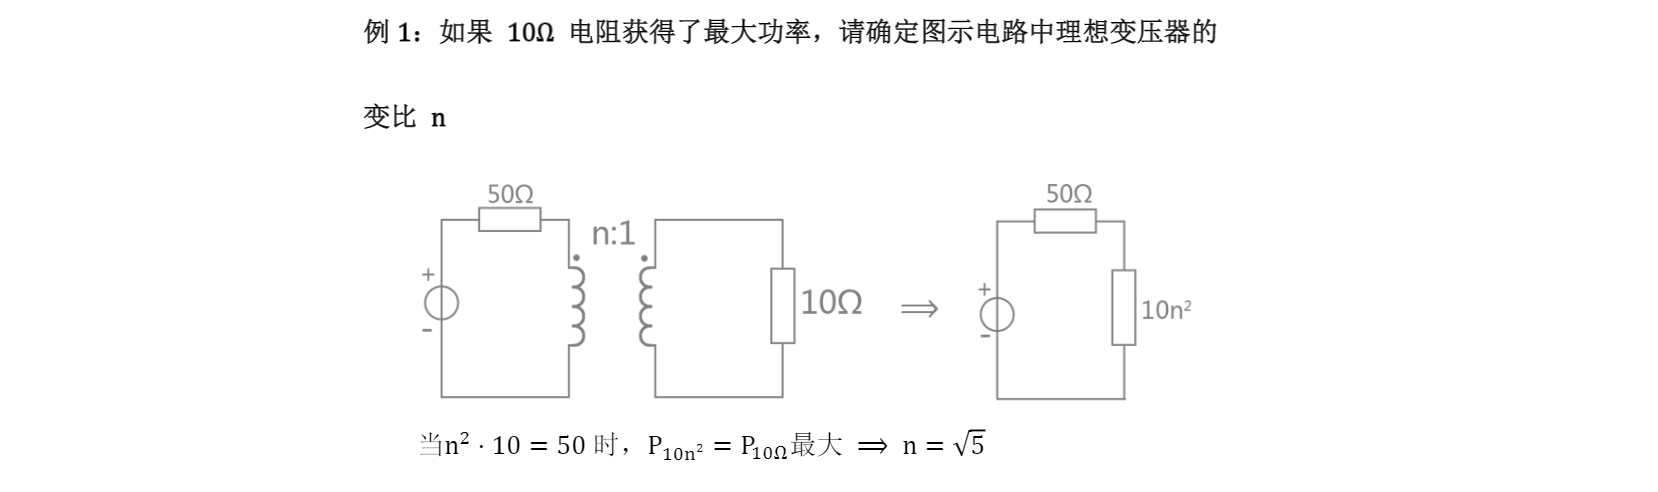 例 1：如果 10Ω 电阻获得了最大功率，请确定图示电路中理想变压器的
变比 n
50Ω
n:1
+
-
10Ω
⟹
50Ω
+
-
10n²
当n² · 10 = 50 时，P₁₀ₙ² = P₁₀Ω最大 ⟹ n = √5